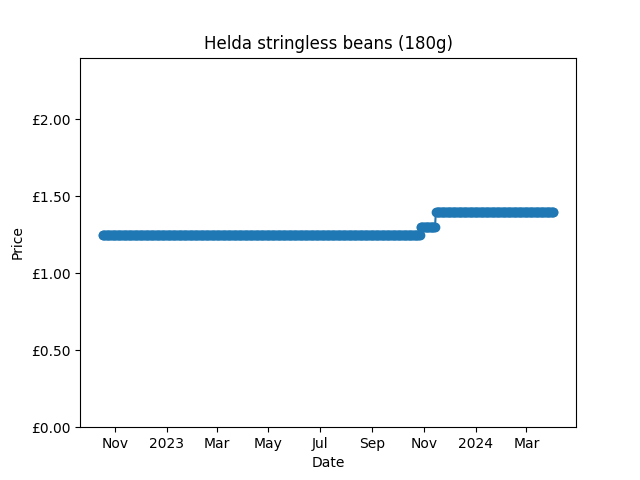 Helda stringless beans (180g)
£2.00
£1.50
£1.00
£0.50
£0.00
Price
Nov 2023 Mar May Jul Sep Nov 2024 Mar
Date